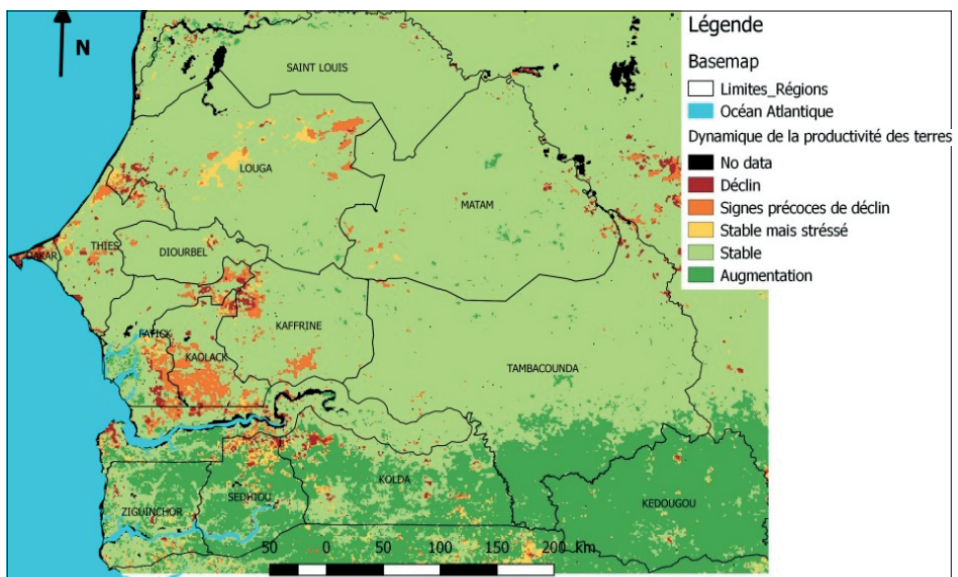 N
SAINT LOUIS
LOUGA
MATAM
THIES
DIOURBEL
DAKAR
FATICK
KAOLACK
KAFFRINE
TAMBACOUNDA
KOLDA
SEDHIOU
ZIGUINCHOR
KEDOUGOU
50 0 50 100 150 200 km
Légende
Basemap
Limites_Régions
Océan Atlantique
Dynamique de la productivité des terres
No data
Déclin
Signes précoces de déclin
Stable mais stréssé
Stable
Augmentation